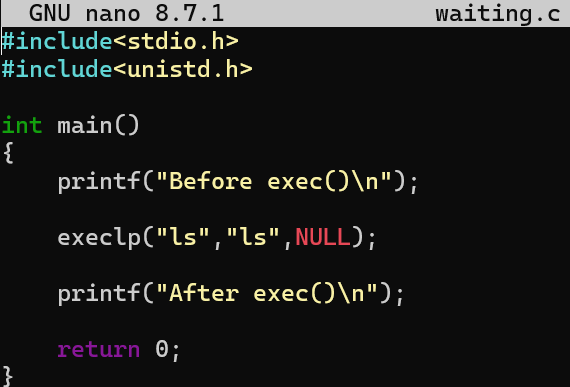 GNU nano 8.7.1 waiting.c
#include<stdio.h>
#include<unistd.h>
int main()
{
printf("Before exec()\n");
execlp("ls","ls",NULL);
printf("After exec()\n");
return 0;
}